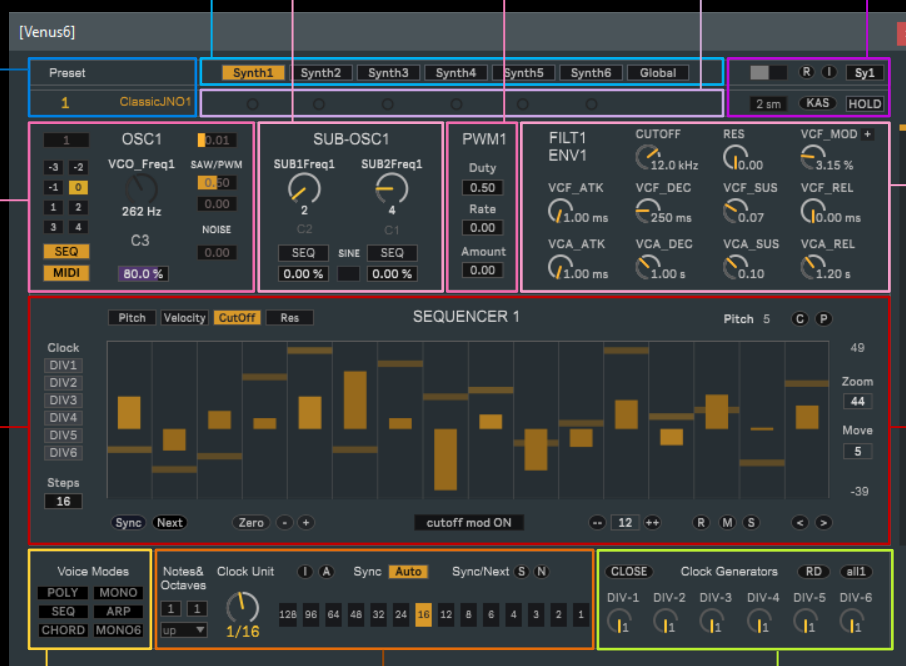 [Venus6]
Preset
Synth1 Synth2 Synth3 Synth4 Synth5 Synth6 Global
R I Sy1
1 ClassicJNO1
2 sm KAS HOLD
1 OSC1 0.01
-3 -2 VCO_Freq1 SAW/PWM
-1 0 0.50
1 2 262 Hz 0.00
3 4 C3 NOISE
SEQ 0.00
MIDI 80.0 %
SUB-OSC1
SUB1Freq1 SUB2Freq1
2 4
C2 C1
SEQ SINE SEQ
0.00 % 0.00 %
PWM1
Duty
0.50
Rate
0.00
Amount
0.00
FILT1 CUTOFF RES VCF_MOD +
ENV1 12.0 kHz 0.00 3.15 %
VCF_ATK VCF_DEC VCF_SUS VCF_REL
1.00 ms 250 ms 0.07 0.00 ms
VCA_ATK VCA_DEC VCA_SUS VCA_REL
1.00 ms 1.00 s 0.10 1.20 s
Pitch Velocity CutOff Res SEQUENCER 1 Pitch 5 C P
Clock 49
DIV1
DIV2 Zoom
DIV3 44
DIV4
DIV5 Move
DIV6 5
Steps -39
16
Sync Next Zero - + cutoff mod ON -- 12 ++ R M S < >
Voice Modes
POLY MONO
SEQ ARP
CHORD MONO6
Notes& Clock Unit I A Sync Auto Sync/Next S N
Octaves
1 1 128 96 64 48 32 24 16 12 8 6 4 3 2 1
up 1/16
CLOSE Clock Generators RD all1
DIV-1 DIV-2 DIV-3 DIV-4 DIV-5 DIV-6
1 1 1 1 1 1